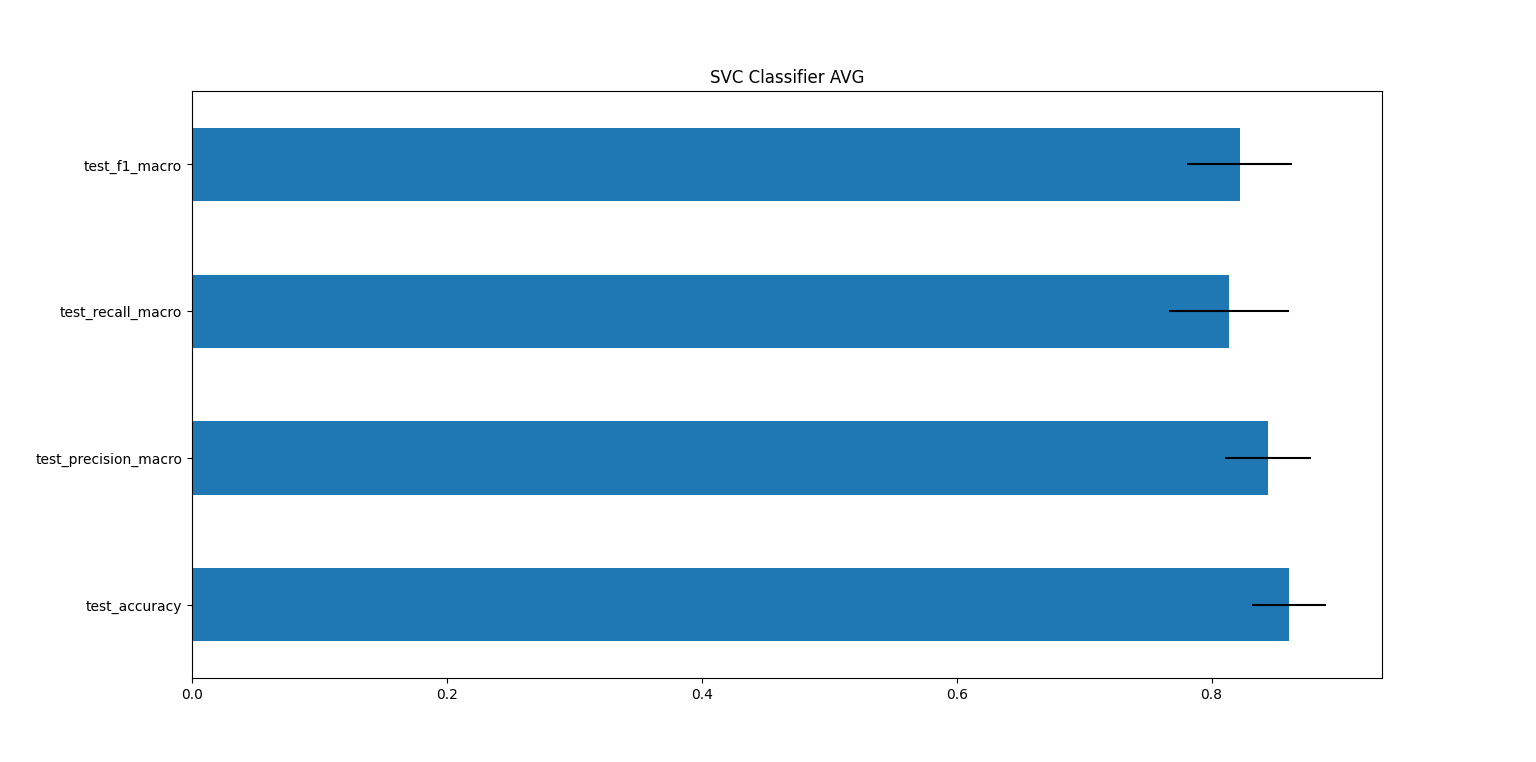 SVC Classifier AVG
test_f1_macro
test_recall_macro
test_precision_macro
test_accuracy
0.0 0.2 0.4 0.6 0.8